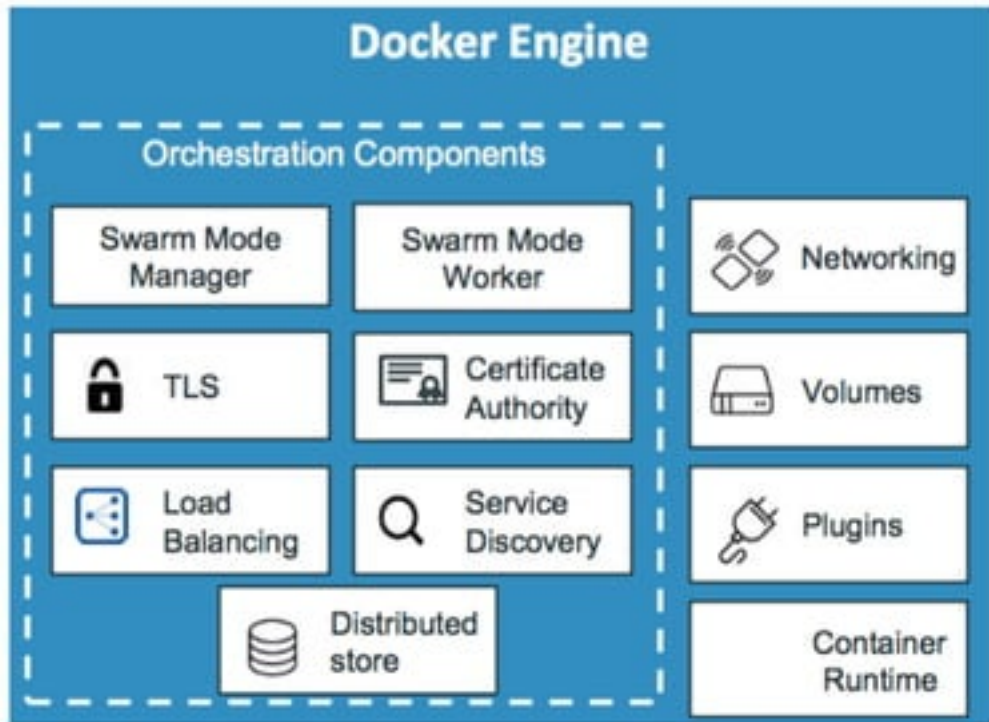 Docker Engine
Orchestration Components
Swarm Mode
Manager
Swarm Mode
Worker
TLS
Certificate
Authority
Load
Balancing
Service
Discovery
Distributed
store
Networking
Volumes
Plugins
Container
Runtime